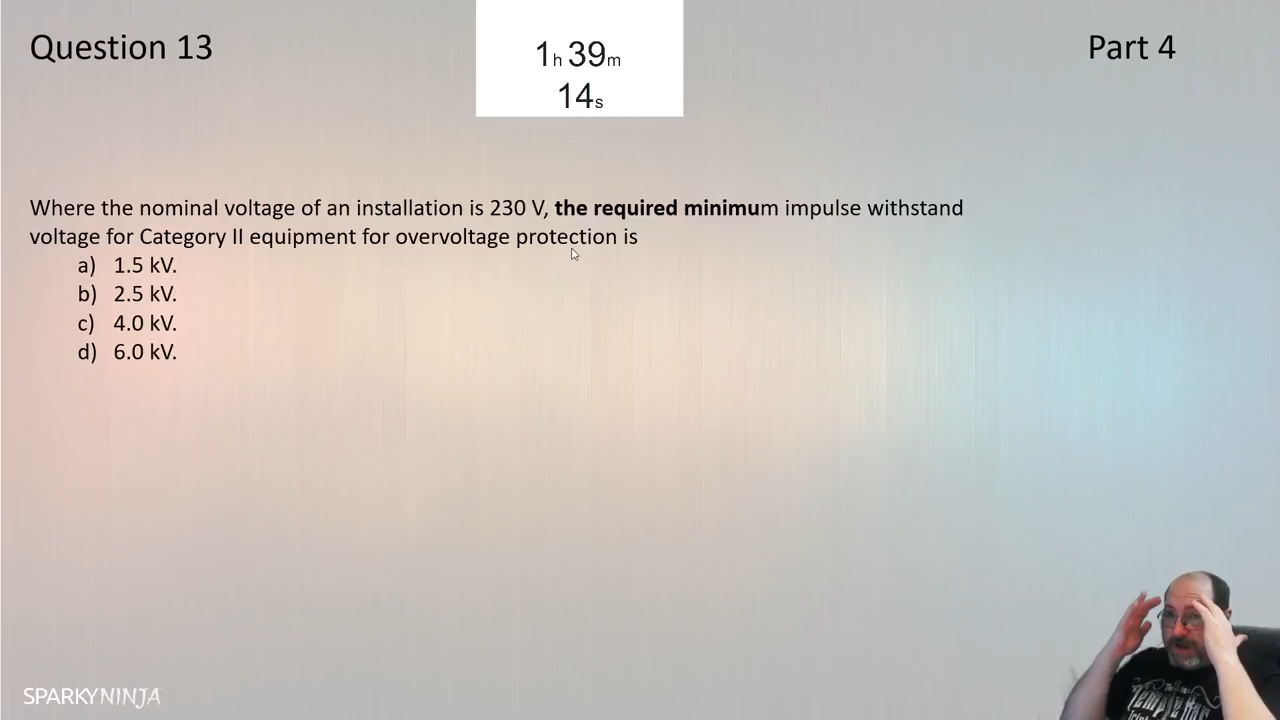 Question 13
1h 39m
14s
Part 4
Where the nominal voltage of an installation is 230 V, the required minimum impulse withstand
voltage for Category II equipment for overvoltage protection is
a) 1.5 kV.
b) 2.5 kV.
c) 4.0 kV.
d) 6.0 kV.
SPARKYNINJA